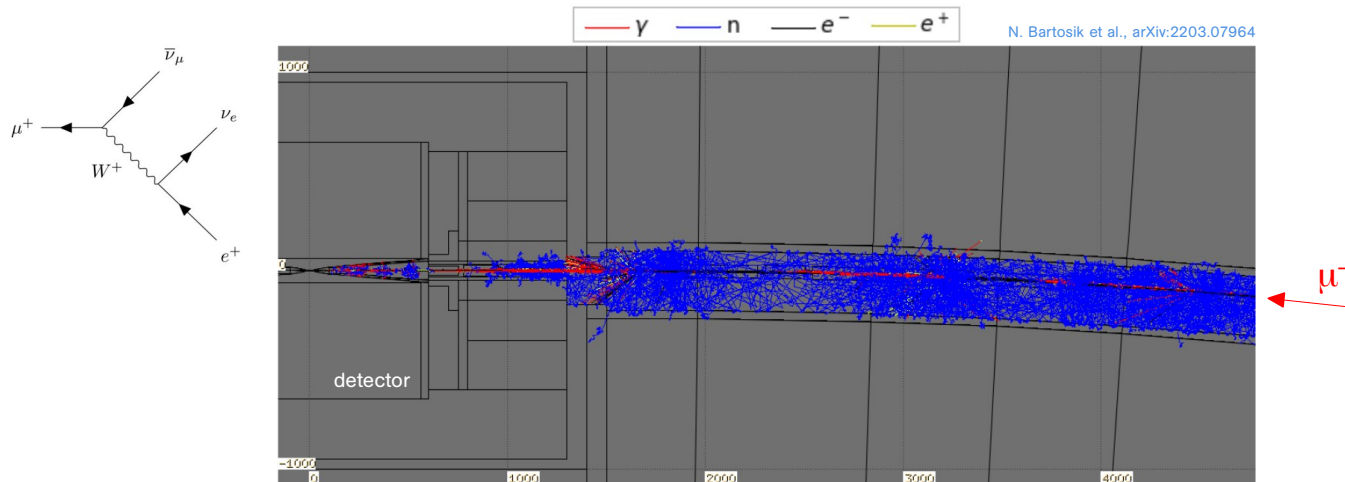 γ n e⁻ e⁺
N. Bartosik et al., arXiv:2203.07964
ν̅μ
μ⁺
νe
W⁺
e⁺
1000
0
μ⁻
detector
-1000
0 1000 2000 3000 4000